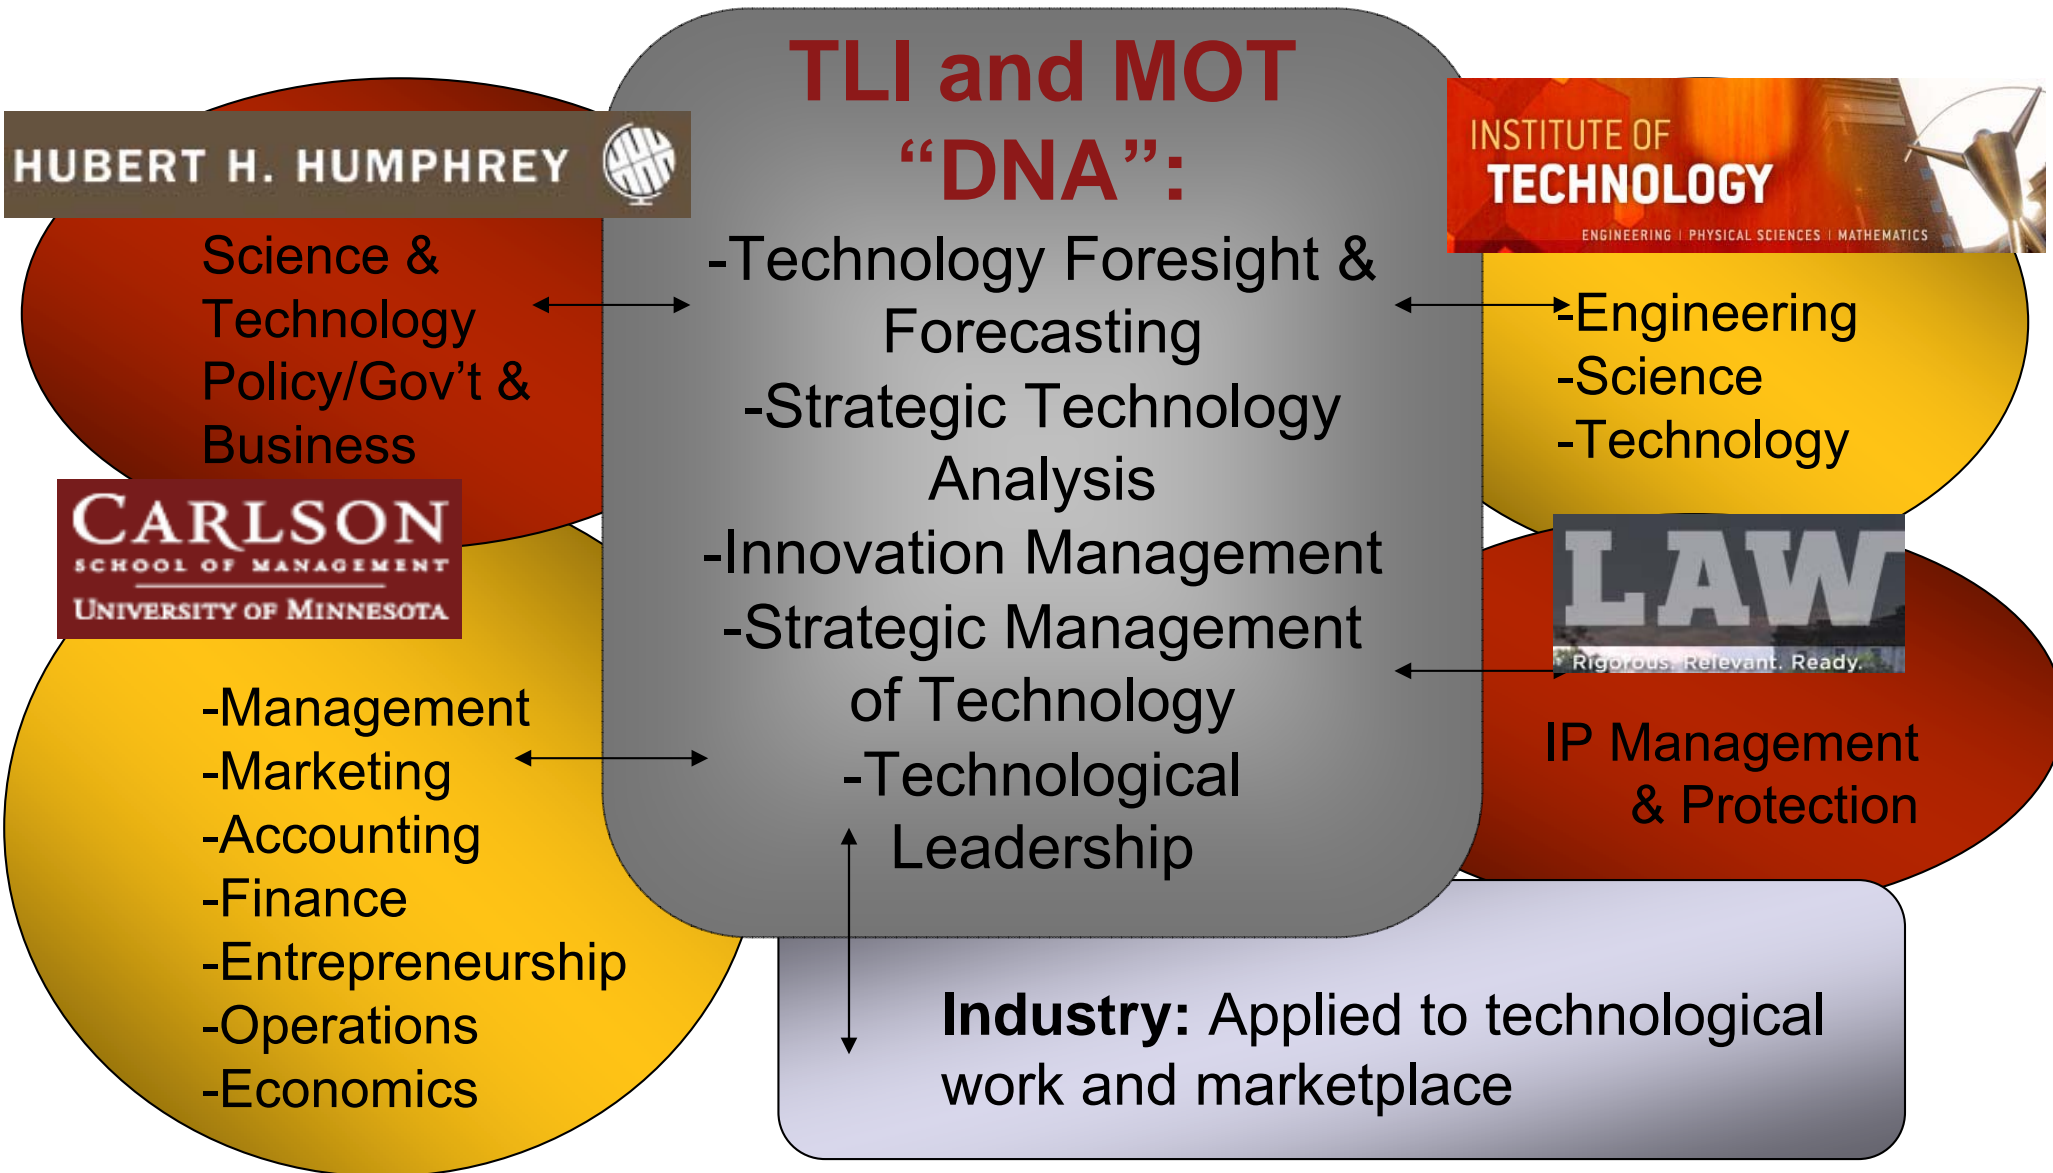 TLI and MOT
“DNA”:
-Technology Foresight &
Forecasting
-Strategic Technology
Analysis
-Innovation Management
-Strategic Management
of Technology
-Technological
Leadership
HUBERT H. HUMPHREY
Science &
Technology
Policy/Gov’t &
Business
CARLSON
SCHOOL OF MANAGEMENT
UNIVERSITY OF MINNESOTA
-Management
-Marketing
-Accounting
-Finance
-Entrepreneurship
-Operations
-Economics
INSTITUTE OF
TECHNOLOGY
ENGINEERING | PHYSICAL SCIENCES | MATHEMATICS
-Engineering
-Science
-Technology
LAW
Rigorous. Relevant. Ready.
IP Management
& Protection
Industry: Applied to technological
work and marketplace